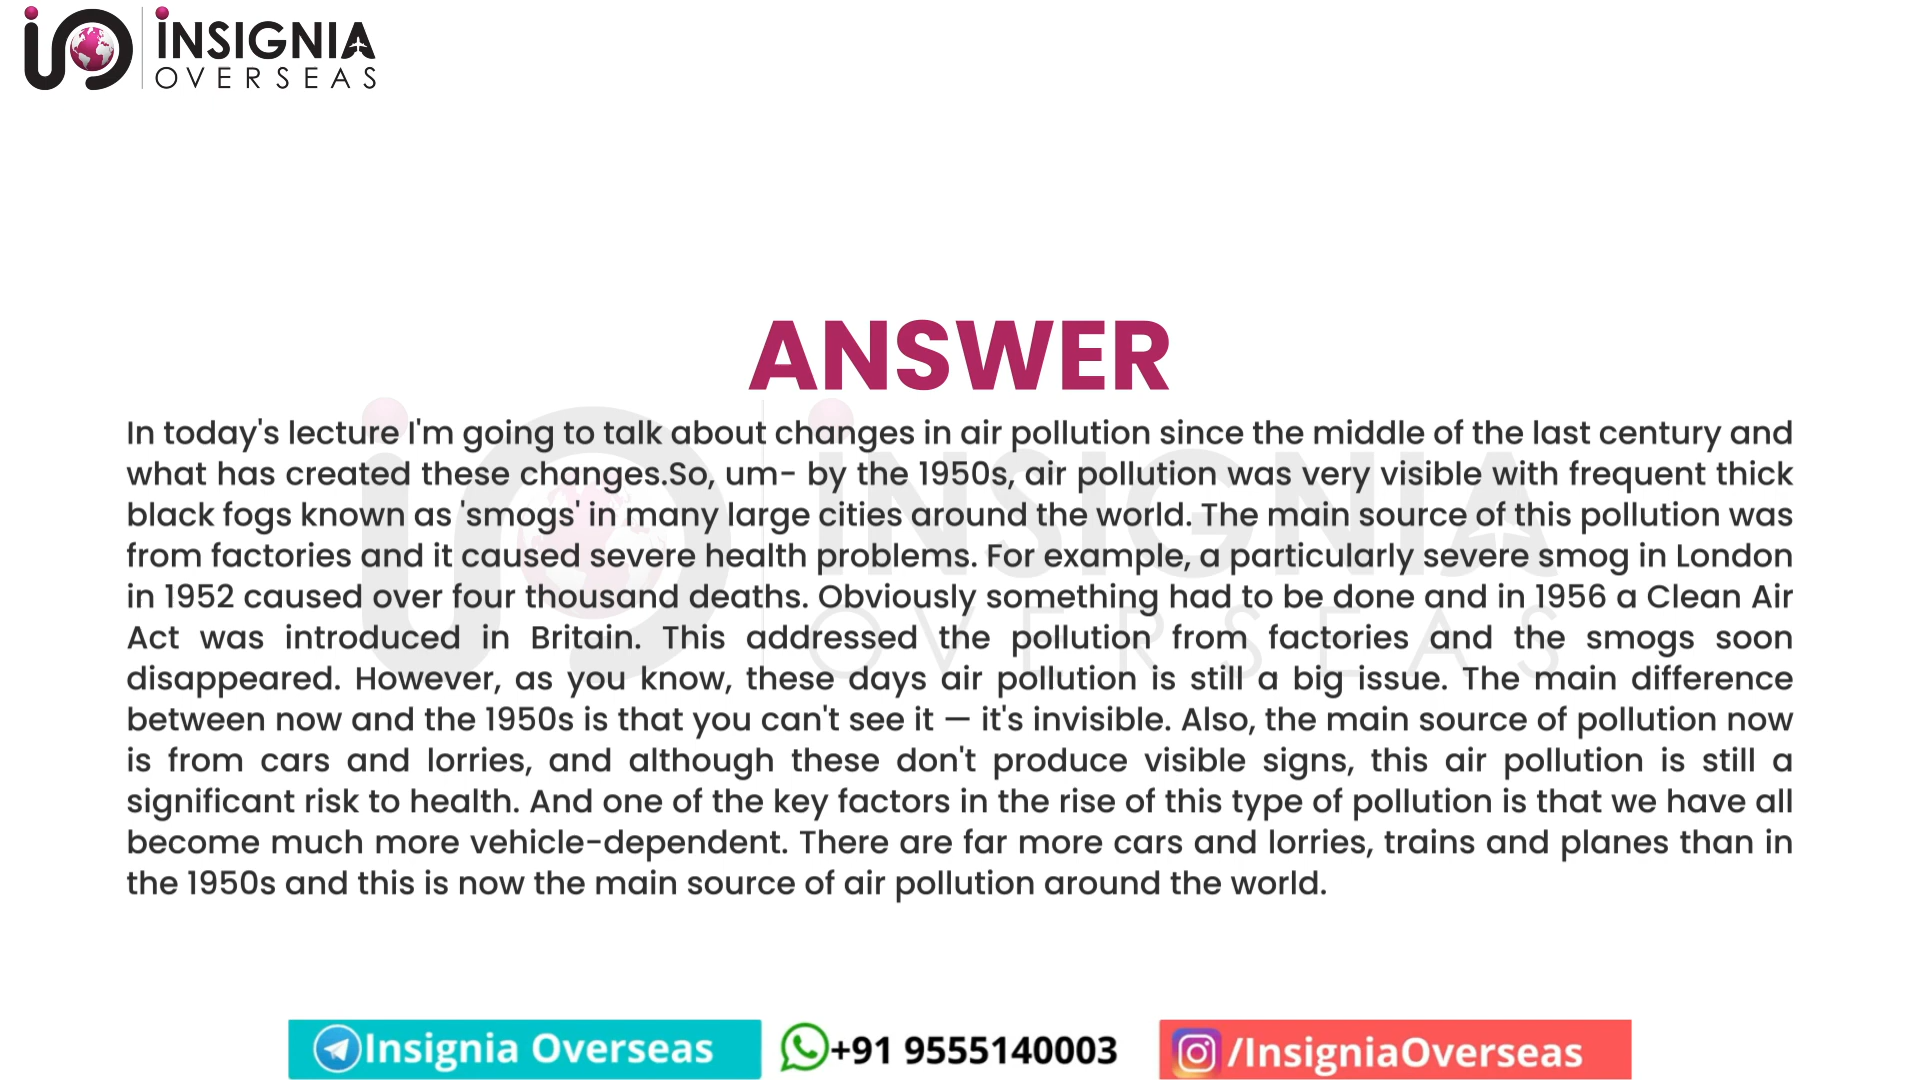 INSIGNIA
OVERSEAS
ANSWER
In today's lecture I'm going to talk about changes in air pollution since the middle of the last century and
what has created these changes.So, um- by the 1950s, air pollution was very visible with frequent thick
black fogs known as 'smogs' in many large cities around the world. The main source of this pollution was
from factories and it caused severe health problems. For example, a particularly severe smog in London
in 1952 caused over four thousand deaths. Obviously something had to be done and in 1956 a Clean Air
Act was introduced in Britain. This addressed the pollution from factories and the smogs soon
disappeared. However, as you know, these days air pollution is still a big issue. The main difference
between now and the 1950s is that you can't see it — it's invisible. Also, the main source of pollution now
is from cars and lorries, and although these don't produce visible signs, this air pollution is still a
significant risk to health. And one of the key factors in the rise of this type of pollution is that we have all
become much more vehicle-dependent. There are far more cars and lorries, trains and planes than in
the 1950s and this is now the main source of air pollution around the world.
INSIGNIA
OVERSEAS
Insignia Overseas +91 9555140003 /InsigniaOverseas